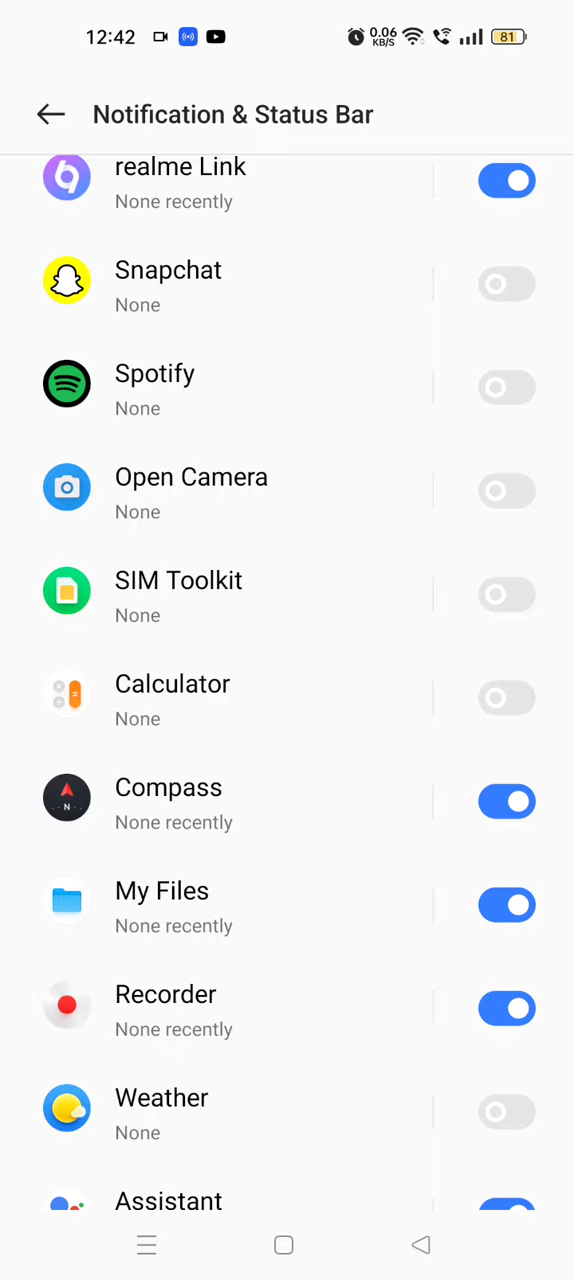 12:42
0.06
KB/S
81
Notification & Status Bar
realme Link
None recently
Snapchat
None
Spotify
None
Open Camera
None
SIM Toolkit
None
Calculator
None
Compass
None recently
N
My Files
None recently
Recorder
None recently
Weather
None
Assistant